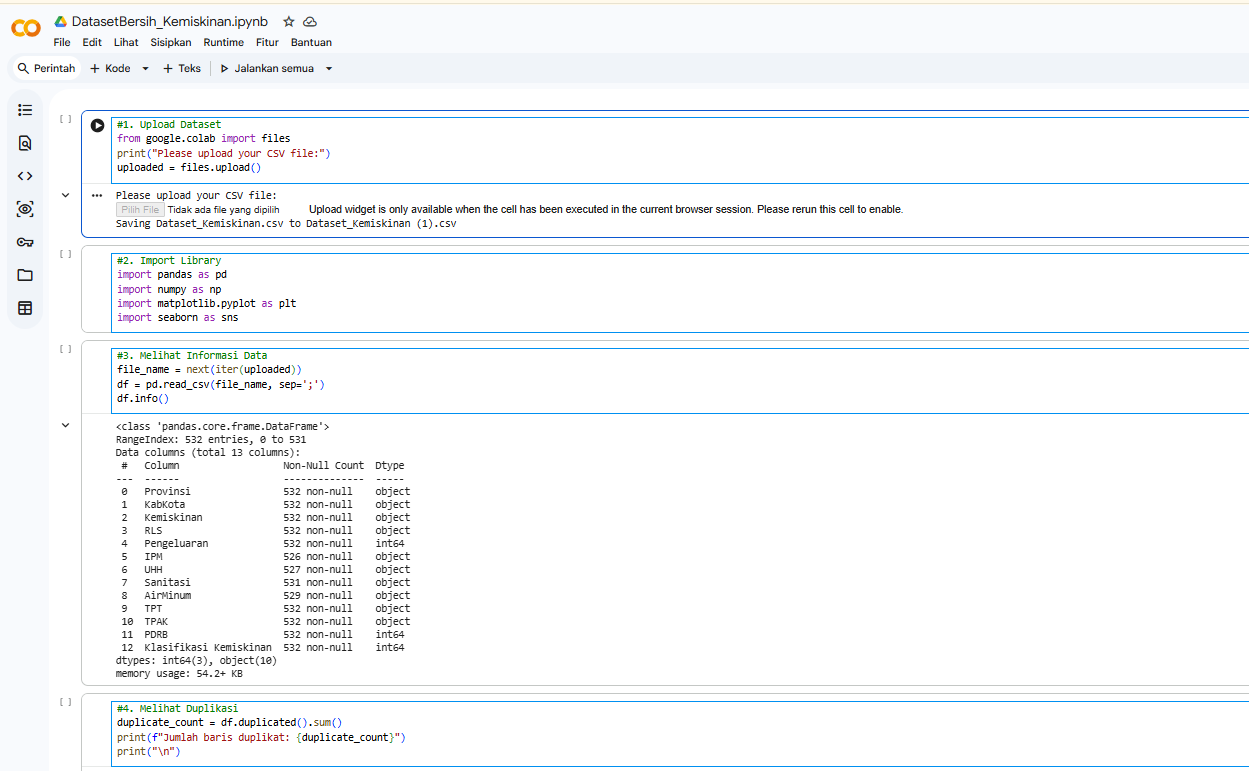 DatasetBersih_Kemiskinan.ipynb
File Edit Lihat Sisipkan Runtime Fitur Bantuan
Perintah + Kode + Teks Jalankan semua
[ ]
#1. Upload Dataset
from google.colab import files
print("Please upload your CSV file:")
uploaded = files.upload()
Please upload your CSV file:
Pilih File Tidak ada file yang dipilih Upload widget is only available when the cell has been executed in the current browser session. Please rerun this cell to enable.
Saving Dataset_Kemiskinan.csv to Dataset_Kemiskinan (1).csv
[ ]
#2. Import Library
import pandas as pd
import numpy as np
import matplotlib.pyplot as plt
import seaborn as sns
[ ]
#3. Melihat Informasi Data
file_name = next(iter(uploaded))
df = pd.read_csv(file_name, sep=';')
df.info()
<class 'pandas.core.frame.DataFrame'>
RangeIndex: 532 entries, 0 to 531
Data columns (total 13 columns):
 #   Column                  Non-Null Count  Dtype
---  ------                  --------------  -----
 0   Provinsi                532 non-null    object
 1   KabKota                 532 non-null    object
 2   Kemiskinan              532 non-null    object
 3   RLS                     532 non-null    object
 4   Pengeluaran             532 non-null    int64
 5   IPM                     526 non-null    object
 6   UHH                     527 non-null    object
 7   Sanitasi                531 non-null    object
 8   AirMinum                529 non-null    object
 9   TPT                     532 non-null    object
 10  TPAK                    532 non-null    object
 11  PDRB                    532 non-null    int64
 12  Klasifikasi Kemiskinan  532 non-null    int64
dtypes: int64(3), object(10)
memory usage: 54.2+ KB
[ ]
#4. Melihat Duplikasi
duplicate_count = df.duplicated().sum()
print(f"Jumlah baris duplikat: {duplicate_count}")
print("\n")